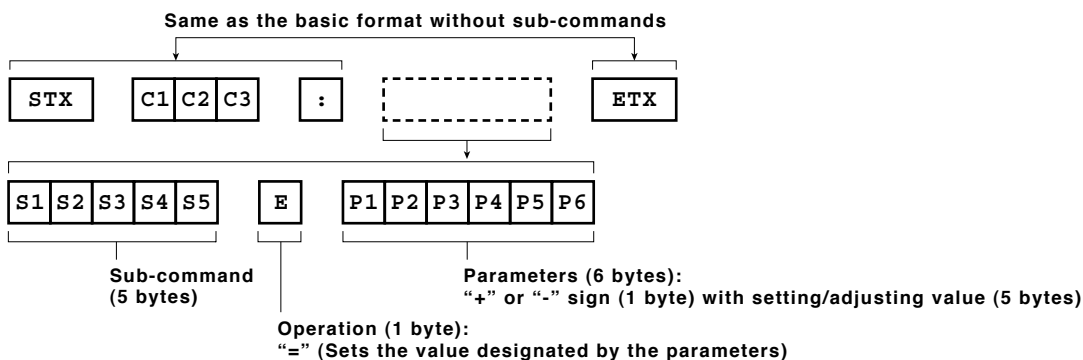 Same as the basic format without sub-commands
STX C1 C2 C3 : ETX
S1 S2 S3 S4 S5 E P1 P2 P3 P4 P5 P6
Sub-command
(5 bytes)
Parameters (6 bytes):
“+” or “-” sign (1 byte) with setting/adjusting value (5 bytes)
Operation (1 byte):
“=” (Sets the value designated by the parameters)